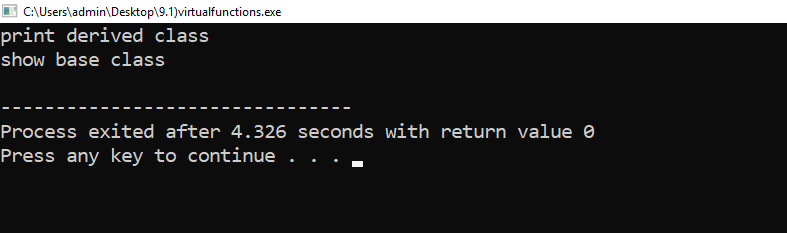 C:\Users\admin\Desktop\9.1)virtualfunctions.exe
print derived class
show base class
--------------------------------
Process exited after 4.326 seconds with return value 0
Press any key to continue . . .